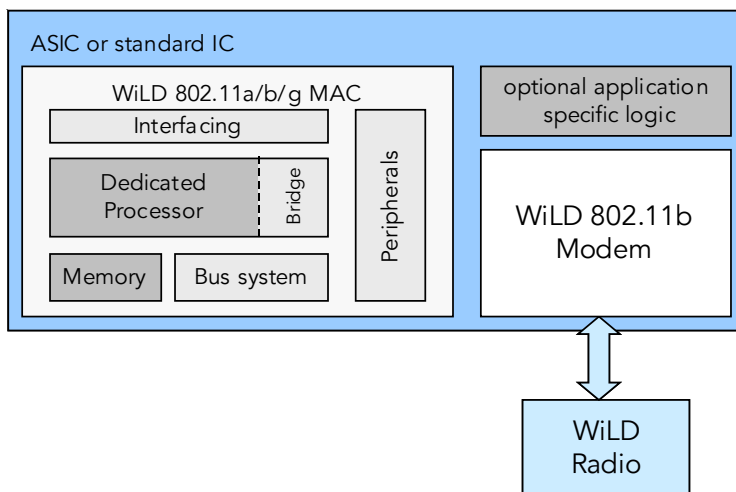 ASIC or standard IC
WiLD 802.11a/b/g MAC
Interfacing
Dedicated
Processor
Bridge
Memory
Bus system
Peripherals
optional application
specific logic
WiLD 802.11b
Modem
WiLD
Radio